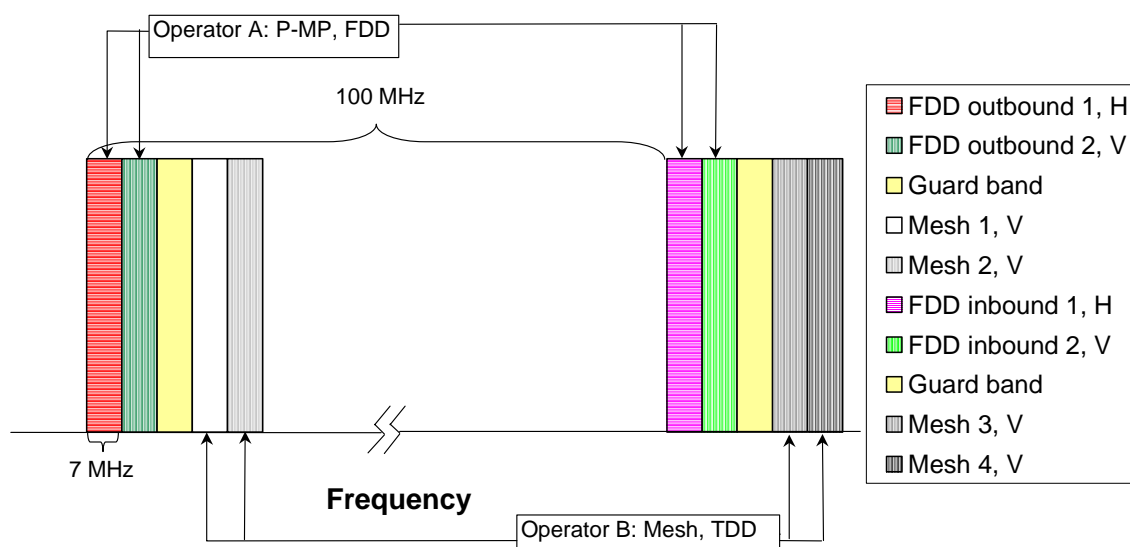 Operator A: P-MP, FDD
100 MHz
FDD outbound 1, H
FDD outbound 2, V
Guard band
Mesh 1, V
Mesh 2, V
FDD inbound 1, H
FDD inbound 2, V
Guard band
Mesh 3, V
Mesh 4, V
7 MHz
Frequency
Operator B: Mesh, TDD